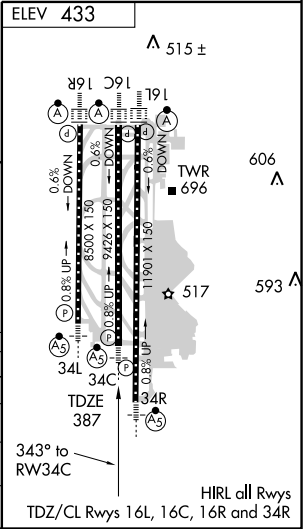 ELEV 433
515 ±
16R 16C 16L
A A A
P P P
0.6% DOWN
0.6% DOWN
0.6% DOWN
TWR
696
606
8500 X 150
9426 X 150
11901 X 150
517
593
0.8% UP
0.8% UP
0.8% UP
P
P
P
A5
A5
A5
34L
34C
34R
TDZE
387
343° to
RW34C
HIRL all Rwys
TDZ/CL Rwys 16L, 16C, 16R and 34R